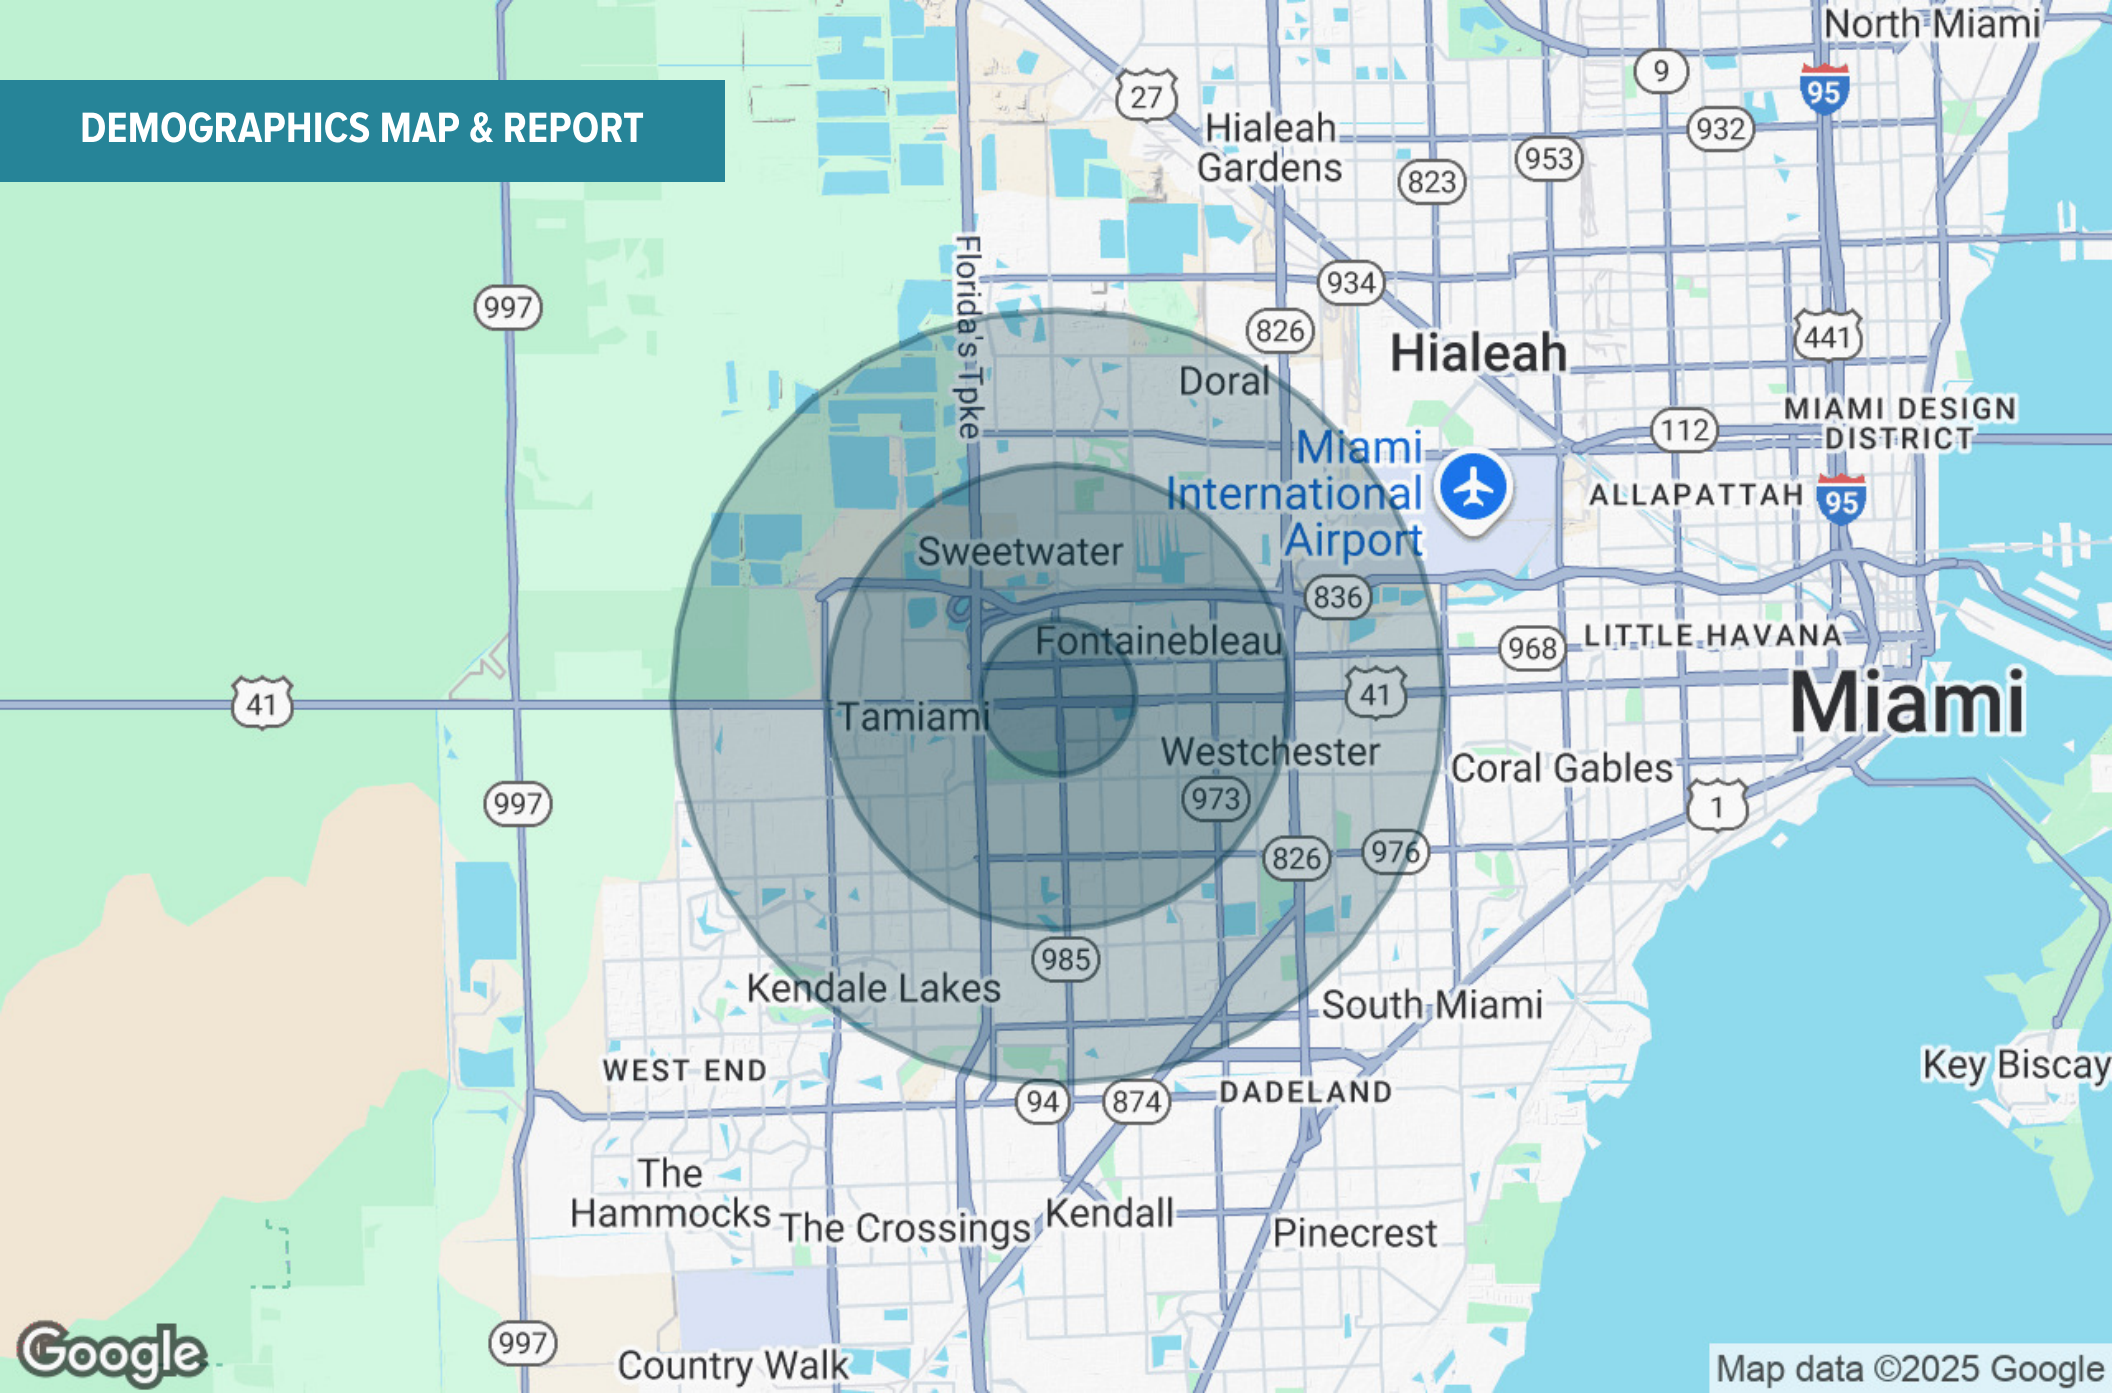 DEMOGRAPHICS MAP & REPORT
North Miami
27
9
95
Hialeah
Gardens
932
953
823
Florida's Tpke
997
934
826
441
Hialeah
Doral
MIAMI DESIGN
DISTRICT
112
Miami
International
Airport
ALLAPATTAH
95
Sweetwater
836
Fontainebleau
968
LITTLE HAVANA
41
41
Miami
Tamiami
Westchester
Coral Gables
997
973
1
826
976
985
Kendale Lakes
South Miami
WEST END
Key Biscay
94
874
DADELAND
The
Hammocks
The Crossings
Kendall
Pinecrest
997
Google
Country Walk
Map data ©2025 Google